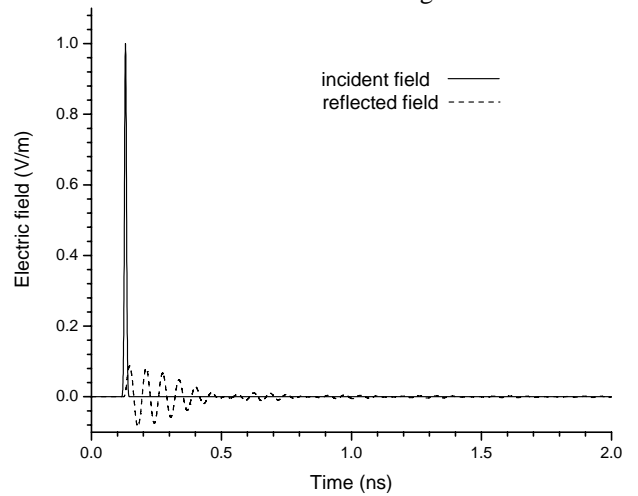 1.0
0.8
0.6
0.4
0.2
0.0
Electric field (V/m)
incident field
reflected field
0.0 0.5 1.0 1.5 2.0
Time (ns)